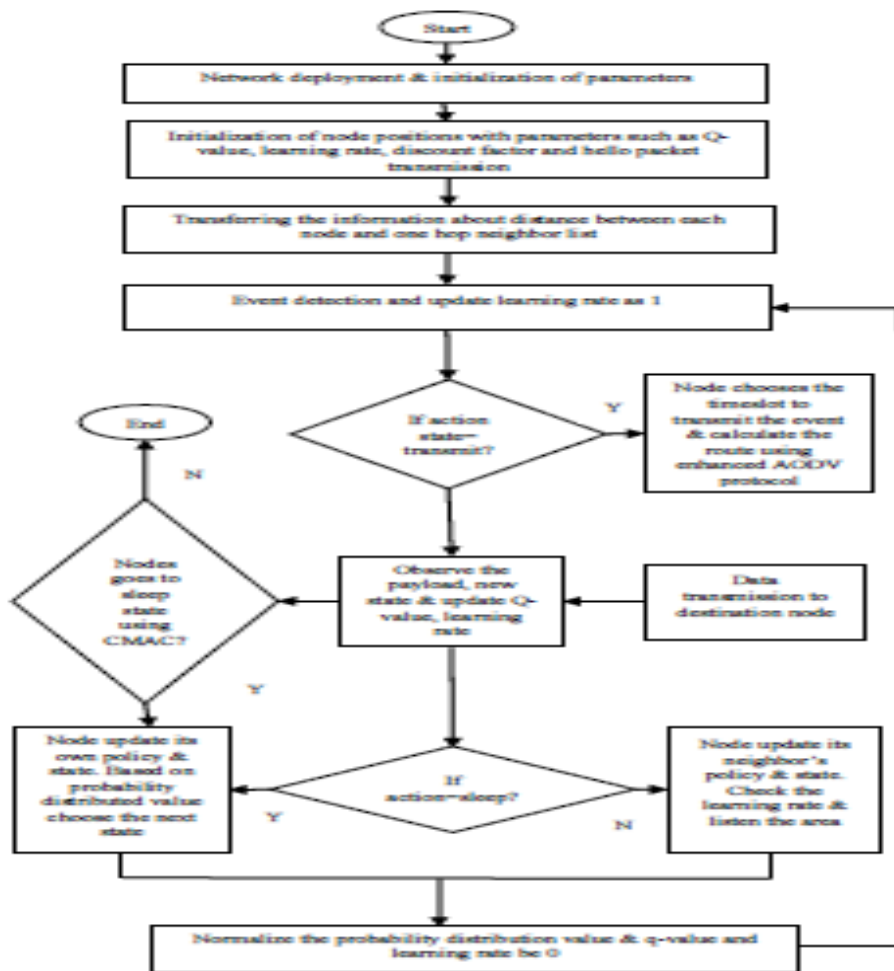 Start
Network deployment & initialization of parameters
Initialization of node positions with parameters such as Q-
value, learning rate, discount factor and hello packet
transmission
Transferring the information about distance between each
node and one hop neighbor list
Event detection and update learning rate as 1
If action
state=
transmit?
Y
Node chooses the
timeslot to
transmit the event
& calculate the
route using
enhanced AODV
protocol
End
N
Nodes
goes to
sleep
state
using
CMAC?
Y
Observe the
payload, new
state & update Q-
value, learning
rate
Data
transmission to
destination node
Node update its
own policy &
state. Based on
probability
distributed value
choose the next
state
If
action=sleep?
Y
N
Node update its
neighbor's
policy & state.
Check the
learning rate &
listen the area
Normalize the probability distribution value & q-value and
learning rate be 0